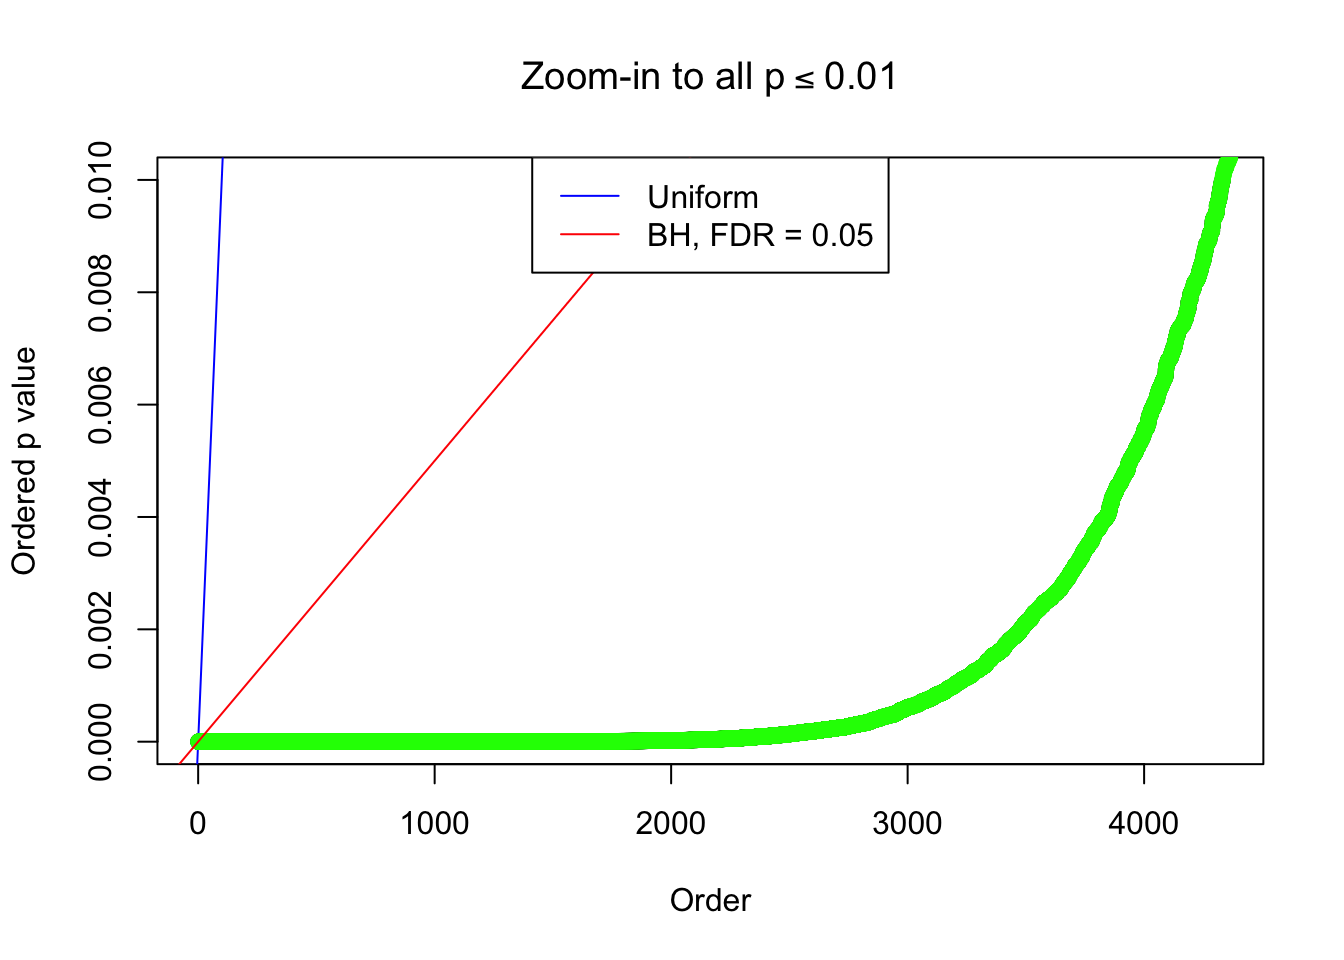 Zoom-in to all p ≤ 0.01
Uniform
BH, FDR = 0.05
0.010
0.008
0.006
0.004
0.002
0.000
Ordered p value
0 1000 2000 3000 4000
Order